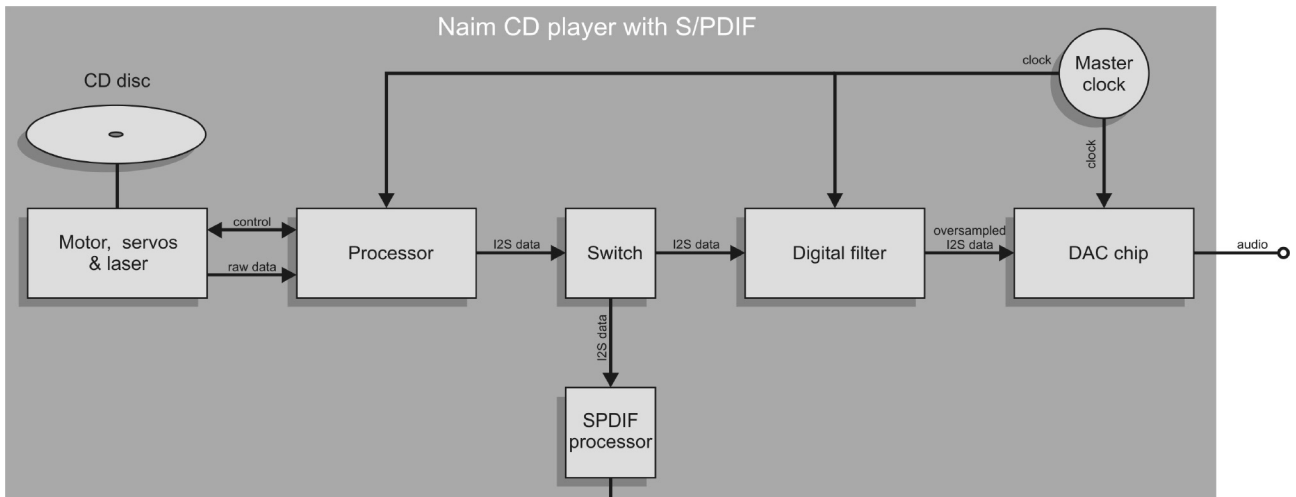 Naim CD player with S/PDIF
clock
Master
clock
CD disc
clock
Motor, servos
& laser
control
raw data
Processor
I2S data
Switch
I2S data
Digital filter
oversampled
I2S data
DAC chip
audio
I2S data
SPDIF
processor